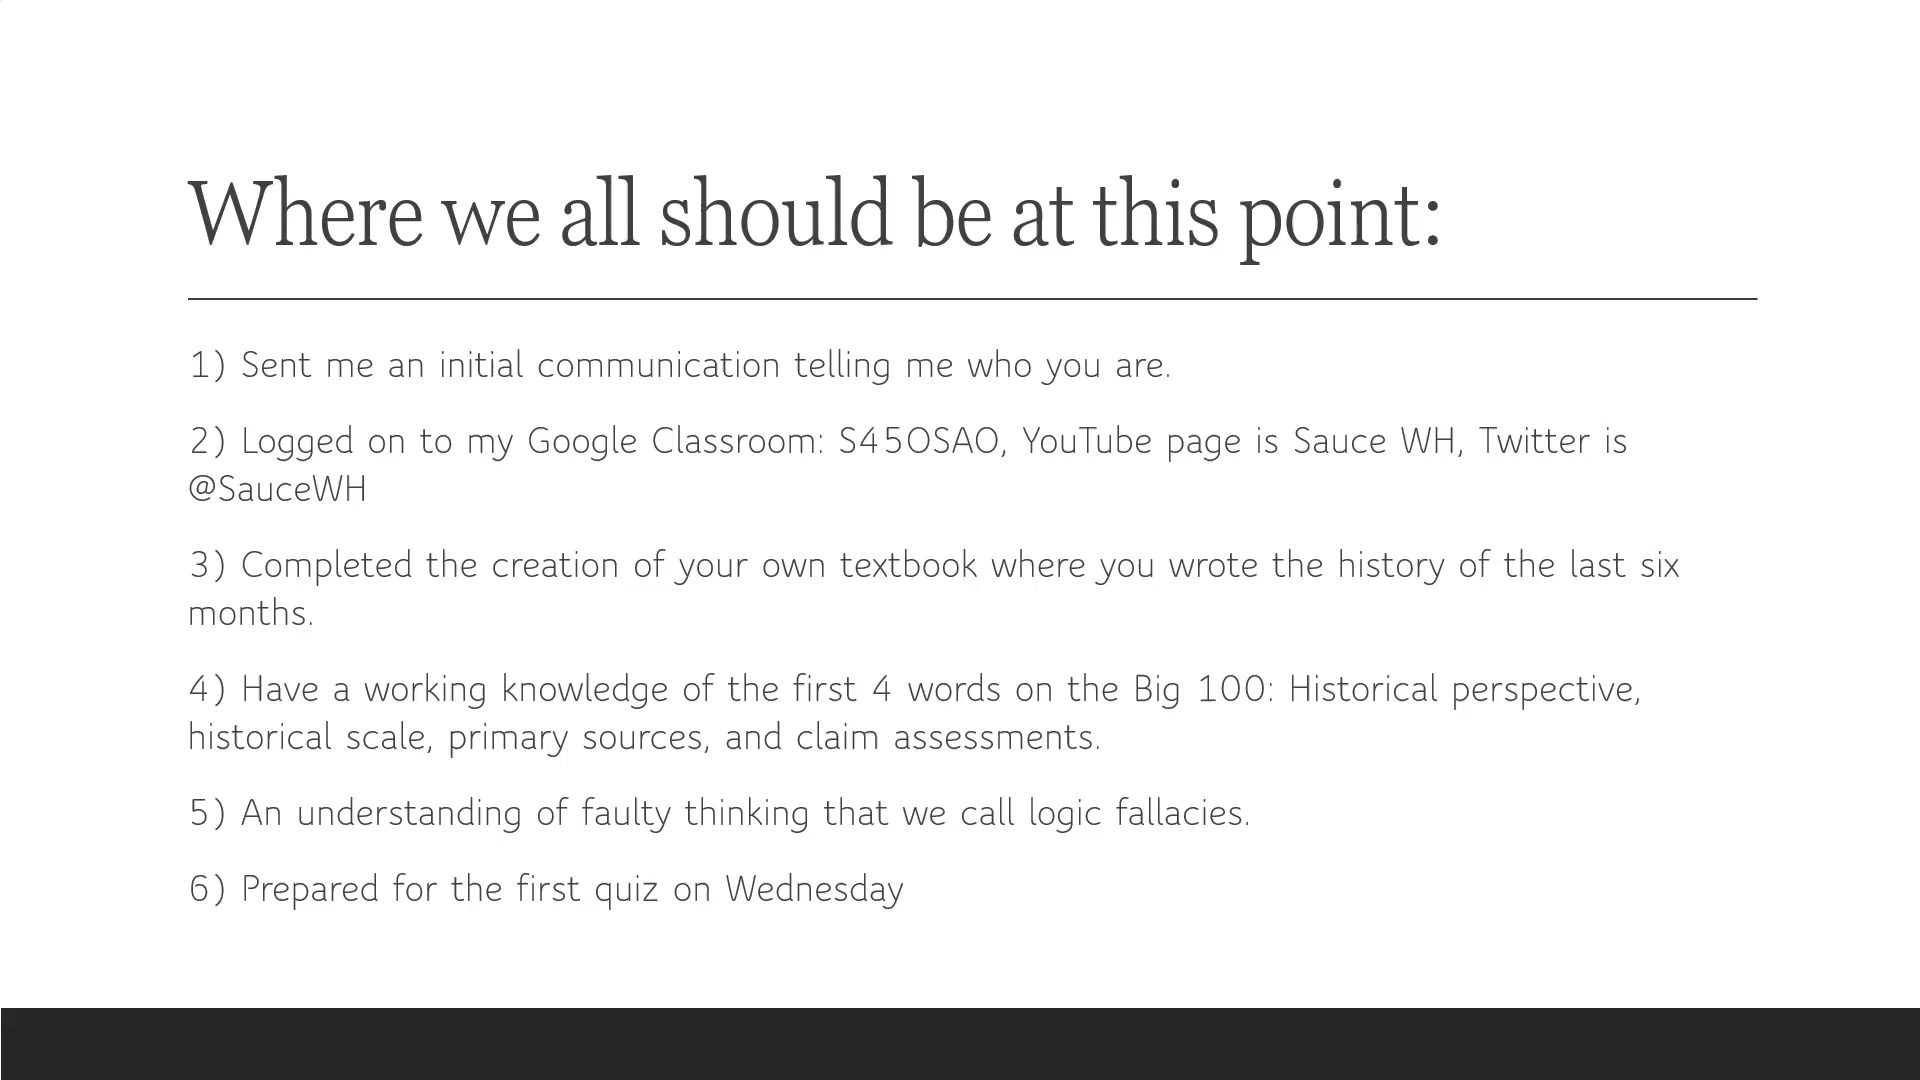 Where we all should be at this point:
1) Sent me an initial communication telling me who you are.
2) Logged on to my Google Classroom: S45OSAO, YouTube page is Sauce WH, Twitter is
@SauceWH
3) Completed the creation of your own textbook where you wrote the history of the last six
months.
4) Have a working knowledge of the first 4 words on the Big 100: Historical perspective,
historical scale, primary sources, and claim assessments.
5) An understanding of faulty thinking that we call logic fallacies.
6) Prepared for the first quiz on Wednesday